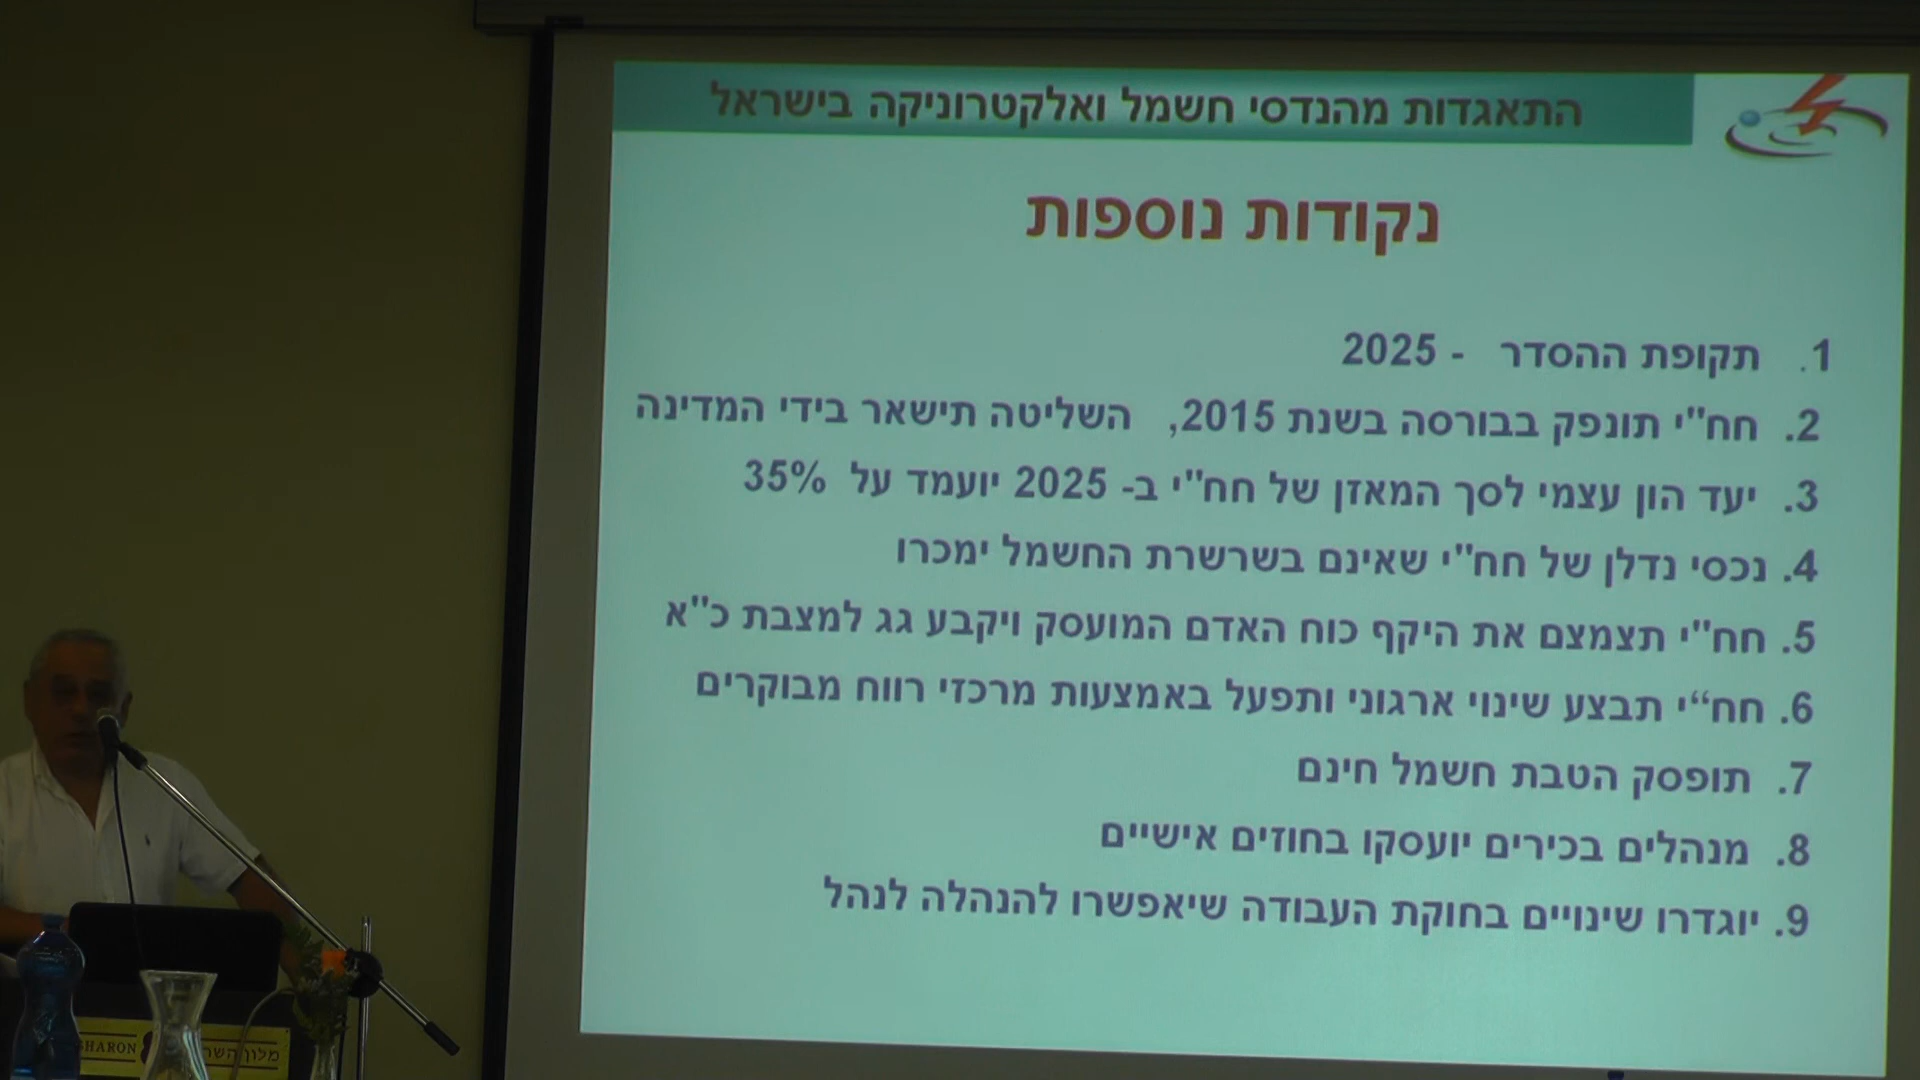 התאגדות מהנדסי חשמל ואלקטרוניקה בישראל
נקודות נוספות
1. תקופת ההסדר - 2025
2. חח"י תונפק בבורסה בשנת 2015, השליטה תישאר בידי המדינה
3. יעד הון עצמי לסך המאזן של חח"י ב- 2025 יועמד על 35%
4. נכסי נדלן של חח"י שאינם בשרשרת החשמל ימכרו
5. חח"י תצמצם את היקף כוח האדם המועסק ויקבע גג למצבת כ"א
6. חח“י תבצע שינוי ארגוני ותפעל באמצעות מרכזי רווח מבוקרים
7. תופסק הטבת חשמל חינם
8. מנהלים בכירים יועסקו בחוזים אישיים
9. יוגדרו שינויים בחוקת העבודה שיאפשרו להנהלה לנהל
SHARON
מלון השר